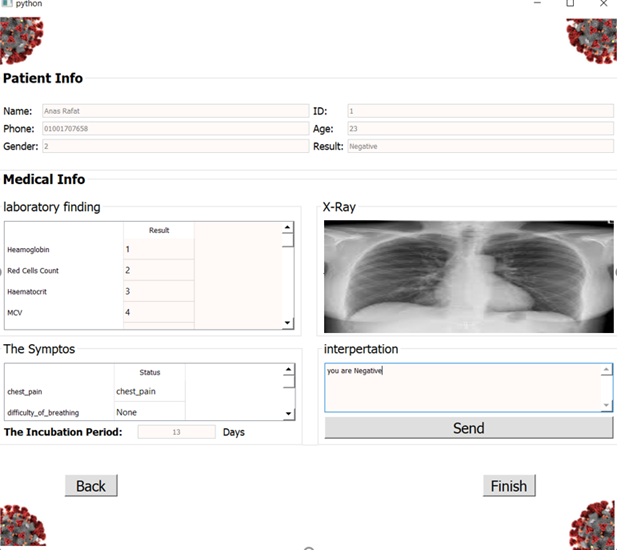 python
Patient Info
Name: Anas Rafat ID: 1
Phone: 01001707658 Age: 23
Gender: 2 Result: Negative
Medical Info
laboratory finding X-Ray
Result
Heamoglobin 1
Red Cells Count 2
Haematocrit 3
MCV 4
The Symptos interpertation
Status you are Negative
chest_pain chest_pain
difficulty_of_breathing None
The Incubation Period: 13 Days Send
Back Finish